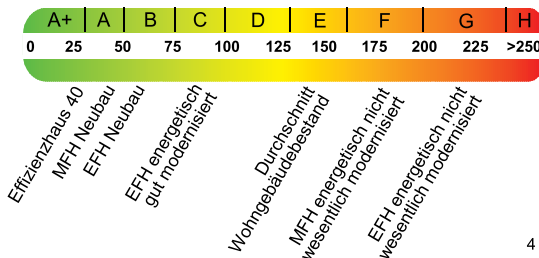 A+ A B C D E F G H
0 25 50 75 100 125 150 175 200 225 >250
Effizienzhaus 40
MFH Neubau
EFH Neubau
EFH energetisch
gut modernisiert
Durchschnitt
Wohngebäudebestand
MFH energetisch nicht
wesentlich modernisiert
EFH energetisch nicht
wesentlich modernisiert
4